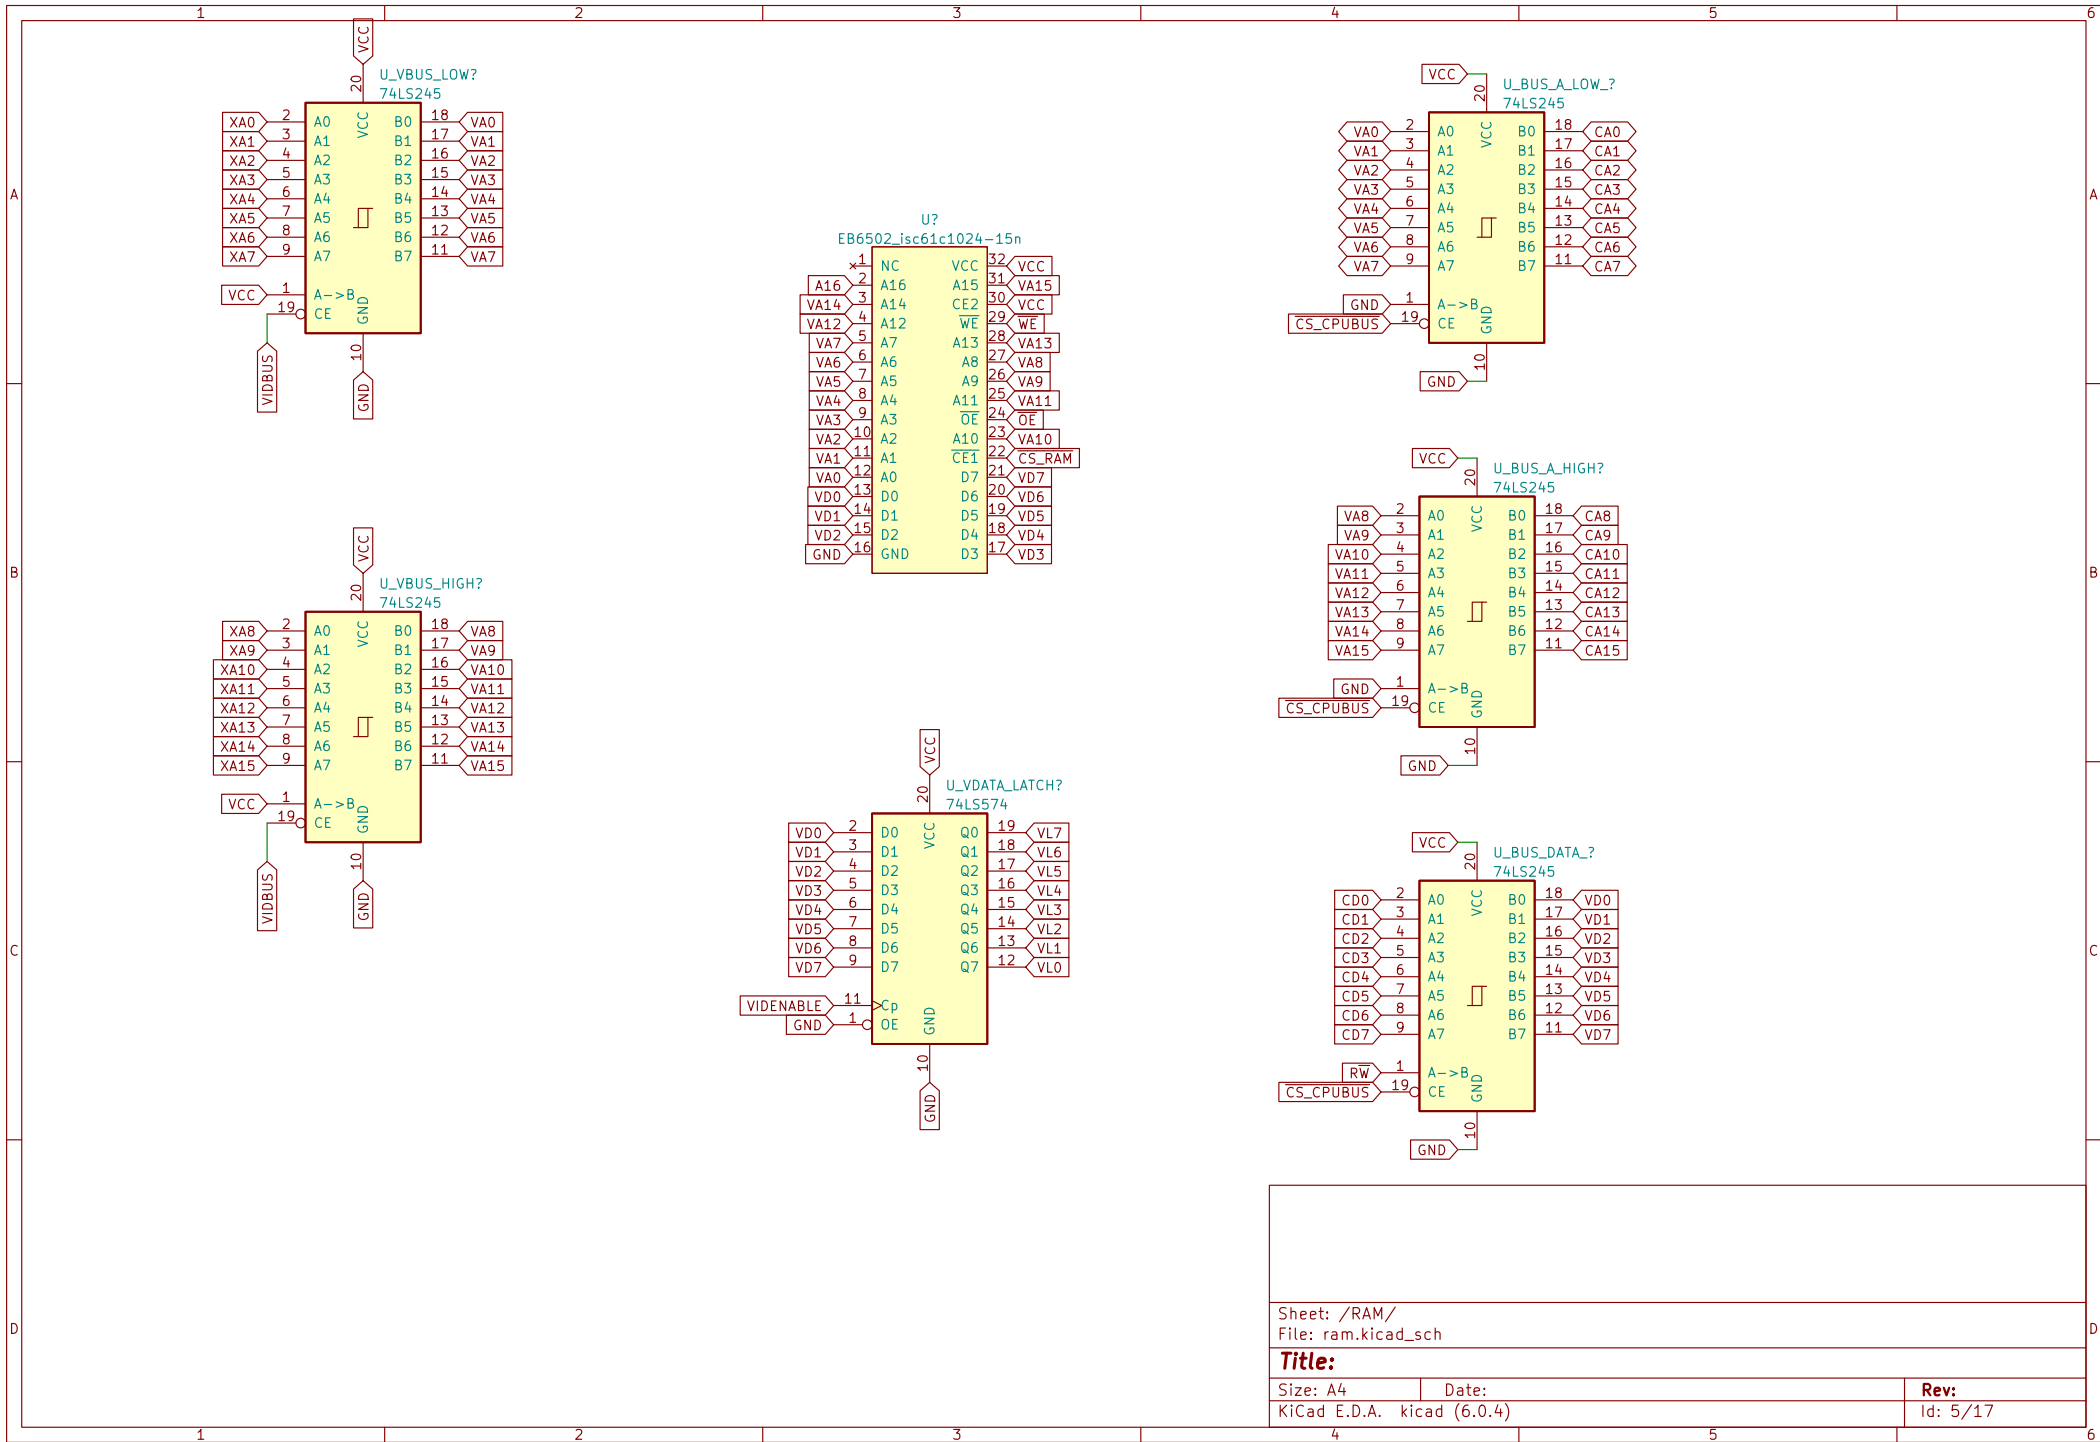 1 2 3 4 5 6
A
B
C
D
A
B
C
D
VCC
20
U_VBUS_LOW?
74LS245
XA0 2 A0 VCC B0 18 VA0
XA1 3 A1 B1 17 VA1
XA2 4 A2 B2 16 VA2
XA3 5 A3 B3 15 VA3
XA4 6 A4 B4 14 VA4
XA5 7 A5 B5 13 VA5
XA6 8 A6 B6 12 VA6
XA7 9 A7 B7 11 VA7
VCC 1 A->B
19 CE GND
VIDBUS
10
GND
VCC
20
U_VBUS_HIGH?
74LS245
XA8 2 A0 VCC B0 18 VA8
XA9 3 A1 B1 17 VA9
XA10 4 A2 B2 16 VA10
XA11 5 A3 B3 15 VA11
XA12 6 A4 B4 14 VA12
XA13 7 A5 B5 13 VA13
XA14 8 A6 B6 12 VA14
XA15 9 A7 B7 11 VA15
VCC 1 A->B
19 CE GND
VIDBUS
10
GND
U?
EB6502_isc61c1024-15n
1 NC VCC 32 VCC
A16 2 A16 A15 31 VA15
VA14 3 A14 CE2 30 VCC
VA12 4 A12 WE 29 WE
VA7 5 A7 A13 28 VA13
VA6 6 A6 A8 27 VA8
VA5 7 A5 A9 26 VA9
VA4 8 A4 A11 25 VA11
VA3 9 A3 OE 24 OE
VA2 10 A2 A10 23 VA10
VA1 11 A1 CE1 22 CS_RAM
VA0 12 A0 D7 21 VD7
VD0 13 D0 D6 20 VD6
VD1 14 D1 D5 19 VD5
VD2 15 D2 D4 18 VD4
GND 16 GND D3 17 VD3
VCC
20
U_VDATA_LATCH?
74LS574
VD0 2 D0 VCC Q0 19 VL7
VD1 3 D1 Q1 18 VL6
VD2 4 D2 Q2 17 VL5
VD3 5 D3 Q3 16 VL4
VD4 6 D4 Q4 15 VL3
VD5 7 D5 Q5 14 VL2
VD6 8 D6 Q6 13 VL1
VD7 9 D7 Q7 12 VL0
VIDENABLE 11 Cp
GND 1 OE GND
10
GND
VCC
20
U_BUS_A_LOW_?
74LS245
VA0 2 A0 VCC B0 18 CA0
VA1 3 A1 B1 17 CA1
VA2 4 A2 B2 16 CA2
VA3 5 A3 B3 15 CA3
VA4 6 A4 B4 14 CA4
VA5 7 A5 B5 13 CA5
VA6 8 A6 B6 12 CA6
VA7 9 A7 B7 11 CA7
GND 1 A->B
CS_CPUBUS 19 CE GND
10
GND
VCC
20
U_BUS_A_HIGH?
74LS245
VA8 2 A0 VCC B0 18 CA8
VA9 3 A1 B1 17 CA9
VA10 4 A2 B2 16 CA10
VA11 5 A3 B3 15 CA11
VA12 6 A4 B4 14 CA12
VA13 7 A5 B5 13 CA13
VA14 8 A6 B6 12 CA14
VA15 9 A7 B7 11 CA15
GND 1 A->B
CS_CPUBUS 19 CE GND
10
GND
VCC
20
U_BUS_DATA_?
74LS245
CD0 2 A0 VCC B0 18 VD0
CD1 3 A1 B1 17 VD1
CD2 4 A2 B2 16 VD2
CD3 5 A3 B3 15 VD3
CD4 6 A4 B4 14 VD4
CD5 7 A5 B5 13 VD5
CD6 8 A6 B6 12 VD6
CD7 9 A7 B7 11 VD7
RW 1 A->B
CS_CPUBUS 19 CE GND
10
GND
Sheet: /RAM/
File: ram.kicad_sch
Title:
Size: A4 Date: Rev:
KiCad E.D.A. kicad (6.0.4) Id: 5/17
1 2 3 4 5 6